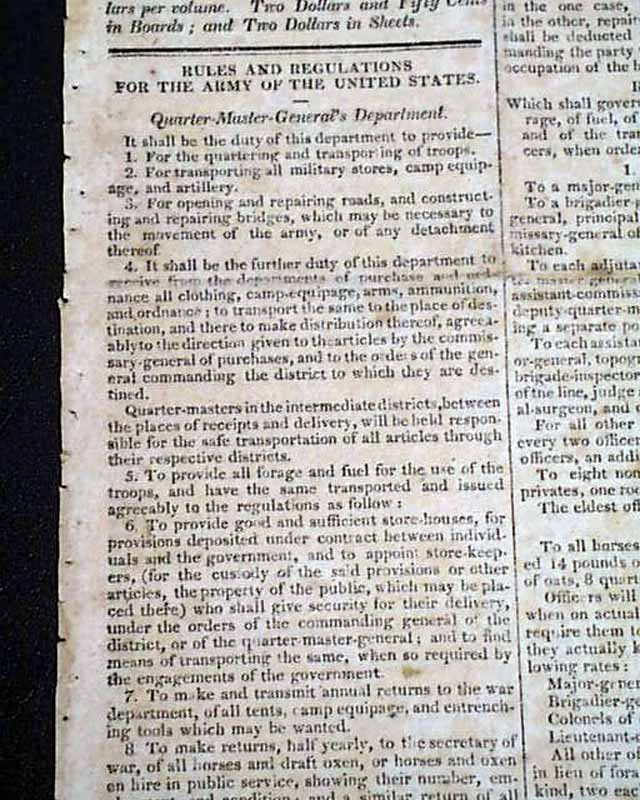 lars per volume. Two Dollars and Fifty Cents
in Boards; and Two Dollars in Sheets.
RULES AND REGULATIONS
FOR THE ARMY OF THE UNITED STATES.
Quarter-Master-General's Department.
It shall be the duty of this department to provide—
1. For the quartering and transporting of troops.
2. For transporting all military stores, camp equip-
age, and artillery.
3. For opening and repairing roads, and construct-
ing and repairing bridges, which may be necessary to
the movement of the army, or of any detachment
thereof
4. It shall be the further duty of this department to
receive from the departments of purchase and ord-
nance all clothing, camp-equipage, arms, ammunition,
and ordnance; to transport the same to the place of des-
tination, and there to make distribution thereof, agreea-
ably to the direction given to the articles by the commis-
sary-general of purchases, and to the orders of the gen-
eral commanding the district to which they are des-
tined.
Quarter-masters in the intermediate districts, between
the places of receipts and delivery, will be held respon-
sible for the safe transportation of all articles through
their respective districts.
5. To provide all forage and fuel for the use of the
troops, and have the same transported and issued
agreeably to the regulations as follow:
6. To provide good and sufficient store-houses, for
provisions deposited under contract between individ-
uals and the government, and to appoint store-keep-
ers, (for the custody of the said provisions or other
articles, the property of the public, which may be pla-
ced there) who shall give security for their delivery,
under the orders of the commanding general of the
district, or of the quarter-master-general; and to find
means of transporting the same, when so required by
the engagements of the government.
7. To make and transmit annual returns to the war
department, of all tents, camp equipage, and entrench-
ing tools which may be wanted.
8 To make returns, half yearly, to the secretary of
war, of all horses and draft oxen, or horses and oxen
on hire in public service, showing their number, em-
and condition; and a similar return of all
in the one case,
in the other, repair
shall be deducted
manding the party
occupation of the
Which shall gover
rage, of fuel, of
and of the tra
cers, when orde
1.
To a major-gen
To a brigadier-
general, principal
missary-general of
kitchen.
To each adjuta
assistant-commiss
deputy-quarter-m
ing a separate po
To each assista
or-general, topog
brigade-inspector
of the line, judge
al-surgeon, and
For all other
every two officer
officers, an addi
To eight non
privates, one ro
The eldest off
To all horses
ed 14 pounds o
of oats, 8 quart
Officers will
when on actual
require them t
they actually k
lowing rates:
Major-gener
Brigadier-ge
Colonels of
Lieutenant-c
All other of
in lieu of fora
kind, two eac